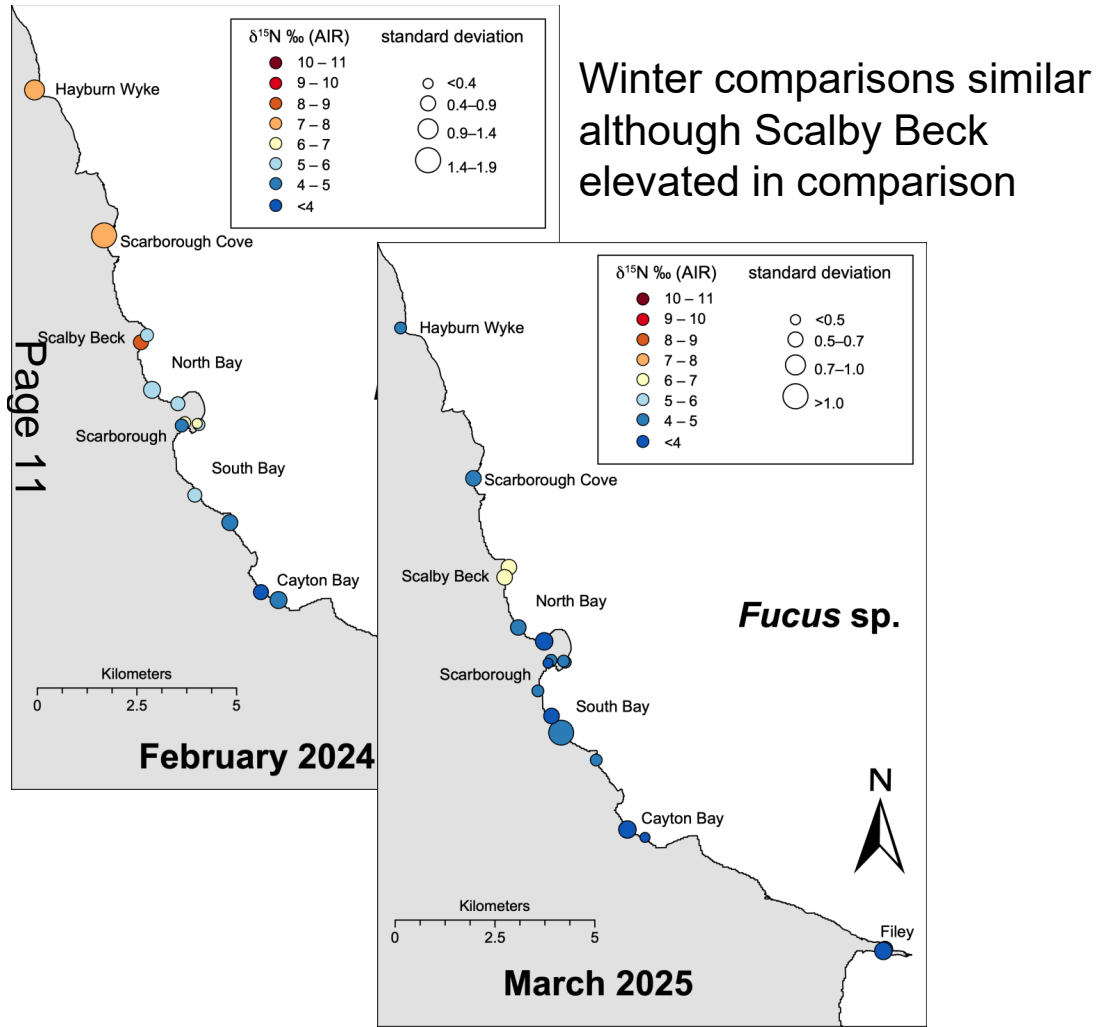 Winter comparisons similar
although Scalby Beck
elevated in comparison
Page 11
δ¹⁵N ‰ (AIR) standard deviation
10 – 11
9 – 10
8 – 9
7 – 8
6 – 7
5 – 6
4 – 5
<4
<0.4
0.4–0.9
0.9–1.4
1.4–1.9
Hayburn Wyke
Scarborough Cove
Scalby Beck
North Bay
Scarborough
South Bay
Cayton Bay
Kilometers
0 2.5 5
February 2024
δ¹⁵N ‰ (AIR) standard deviation
10 – 11
9 – 10
8 – 9
7 – 8
6 – 7
5 – 6
4 – 5
<4
<0.5
0.5–0.7
0.7–1.0
>1.0
Hayburn Wyke
Scarborough Cove
Scalby Beck
North Bay
Fucus sp.
Scarborough
South Bay
N
Cayton Bay
Kilometers
0 2.5 5
Filey
March 2025